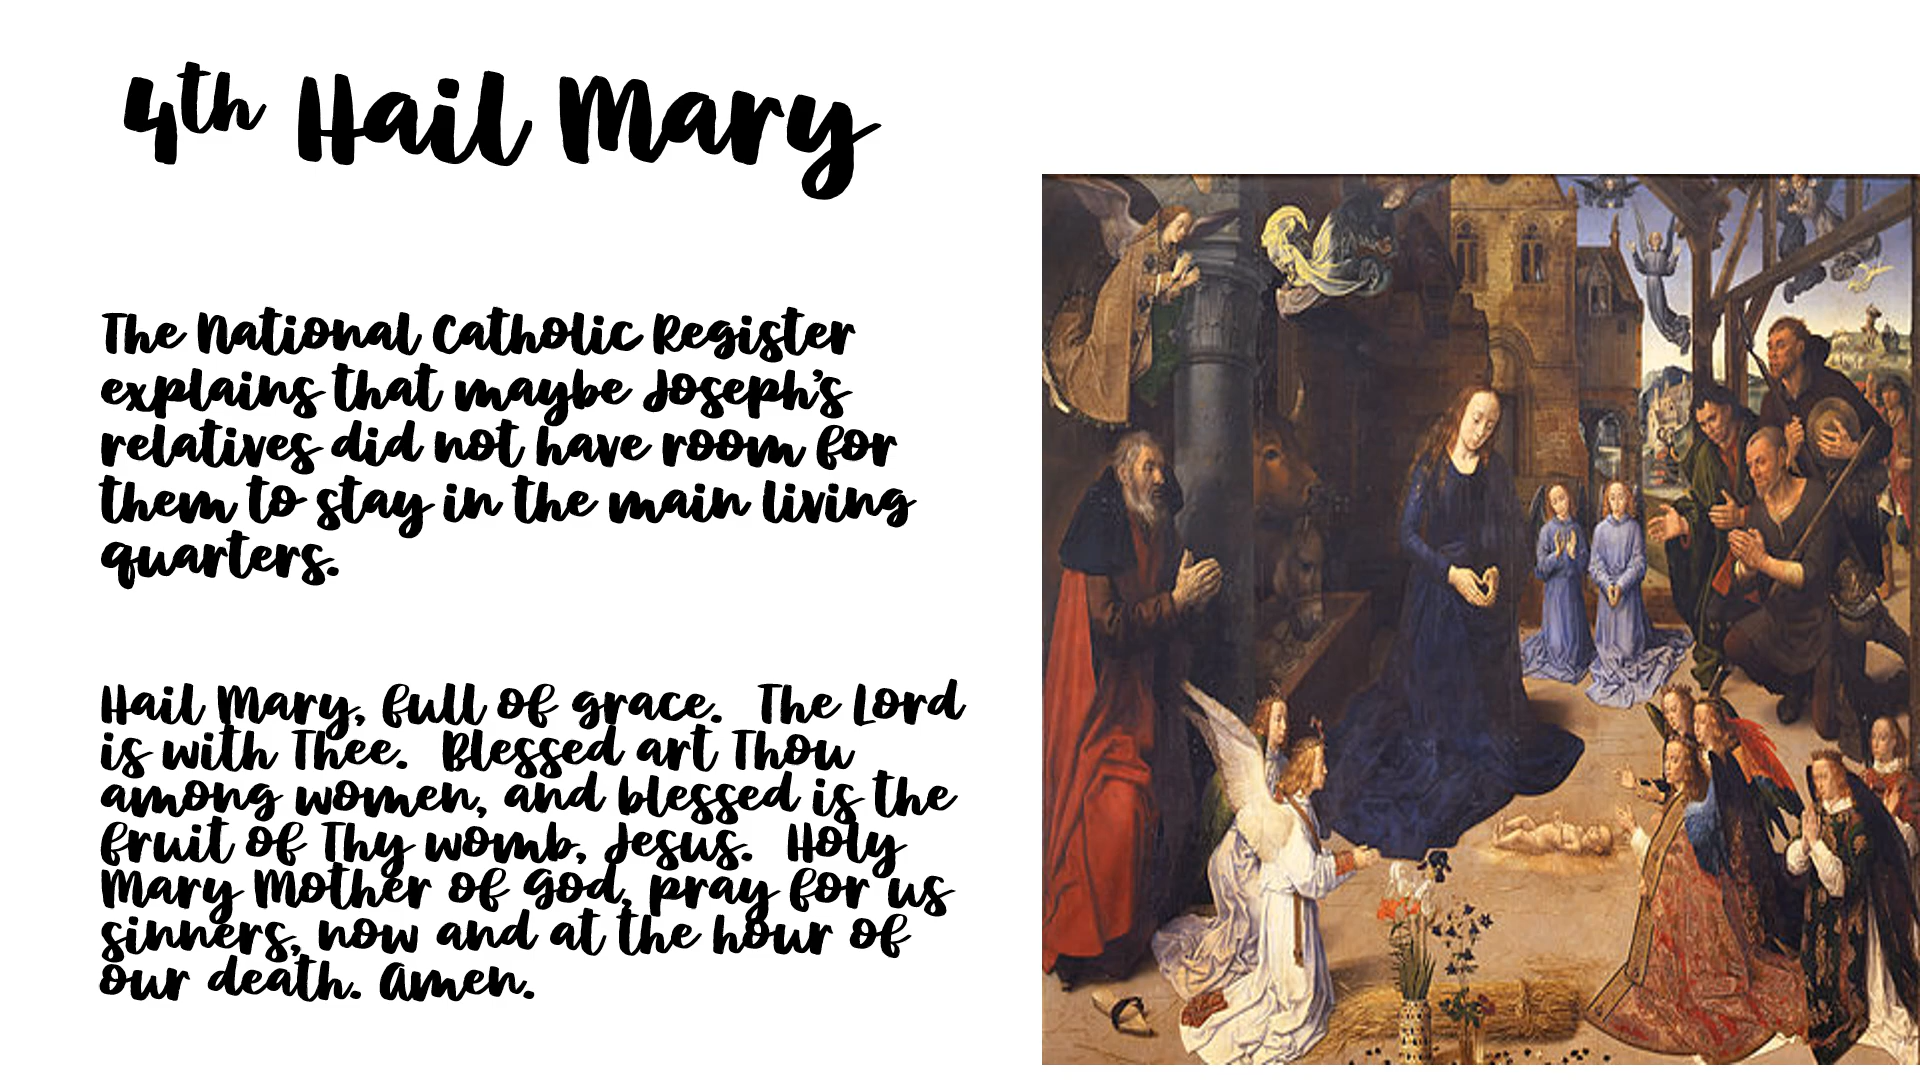 4th Hail Mary
The National Catholic Register
explains that maybe Joseph's
relatives did not have room for
them to stay in the main living
quarters.
Hail Mary, full of grace.  The Lord
is with Thee.  Blessed art Thou
among women, and blessed is the
fruit of Thy womb, Jesus.  Holy
Mary Mother of God, pray for us
sinners, now and at the hour of
our death. Amen.